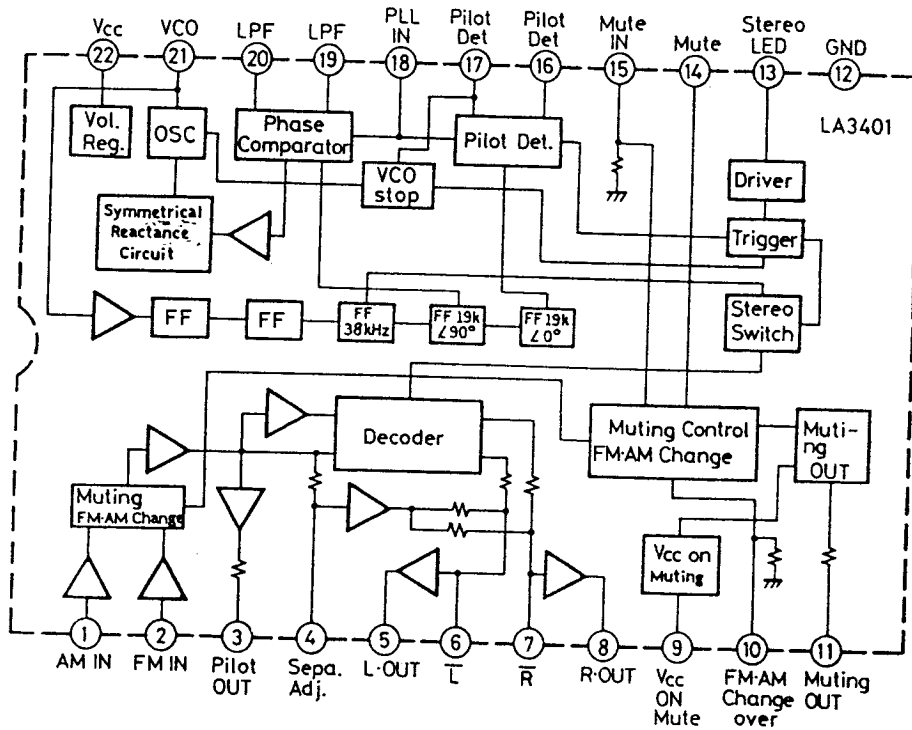 Vcc
VCO
LPF
LPF
PLL
IN
Pilot
Det
Pilot
Det
Mute
IN
Mute
Stereo
LED
GND
22
21
20
19
18
17
16
15
14
13
12
LA3401
Vol.
Reg.
OSC
Phase
Comparator
Pilot Det.
VCO
stop
Driver
Trigger
Symmetrical
Reactance
Circuit
Stereo
Switch
FF
FF
FF
38kHz
FF 19k
∠90°
FF 19k
∠0°
Decoder
Muting Control
FM·AM Change
Muti-
ng
OUT
Muting
FM·AM Change
Vcc on
Muting
1
2
3
4
5
6
7
8
9
10
11
AM IN
FM IN
Pilot
OUT
Sepa.
Adj.
L·OUT
L̅
R̅
R·OUT
Vcc
ON
Mute
FM·AM
Change
over
Muting
OUT